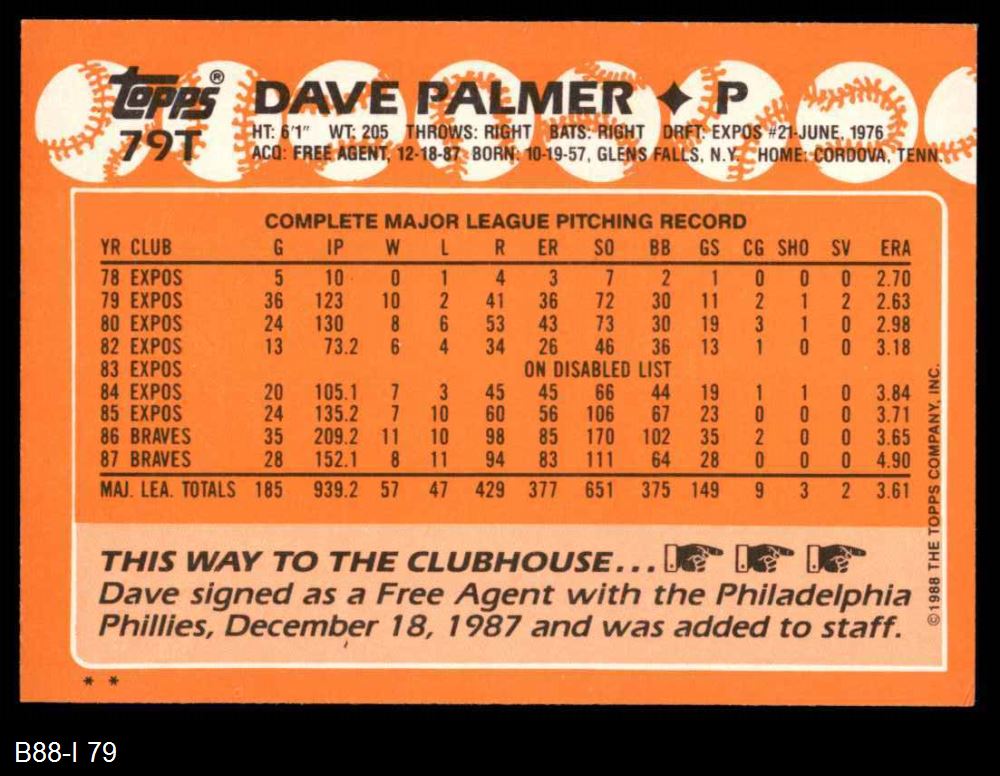 topps® DAVE PALMER ✦ P
79T
HT: 6'1" WT: 205 THROWS: RIGHT BATS: RIGHT DRFT: EXPOS #21-JUNE, 1976
ACQ: FREE AGENT, 12-18-87 BORN: 10-19-57, GLENS FALLS, N.Y. HOME: CORDOVA, TENN.
COMPLETE MAJOR LEAGUE PITCHING RECORD
YR CLUB G IP W L R ER SO BB GS CG SHO SV ERA
78 EXPOS 5 10 0 1 4 3 7 2 1 0 0 0 2.70
79 EXPOS 36 123 10 2 41 36 72 30 11 2 1 2 2.63
80 EXPOS 24 130 8 6 53 43 73 30 19 3 1 0 2.98
82 EXPOS 13 73.2 6 4 34 26 46 36 13 1 0 0 3.18
83 EXPOS ON DISABLED LIST
84 EXPOS 20 105.1 7 3 45 45 66 44 19 1 1 0 3.84
85 EXPOS 24 135.2 7 10 60 56 106 67 23 0 0 0 3.71
86 BRAVES 35 209.2 11 10 98 85 170 102 35 2 0 0 3.65
87 BRAVES 28 152.1 8 11 94 83 111 64 28 0 0 0 4.90
MAJ. LEA. TOTALS 185 939.2 57 47 429 377 651 375 149 9 3 2 3.61
THIS WAY TO THE CLUBHOUSE...
Dave signed as a Free Agent with the Philadelphia
Phillies, December 18, 1987 and was added to staff.
©1988 THE TOPPS COMPANY, INC.
* *
B88-I 79